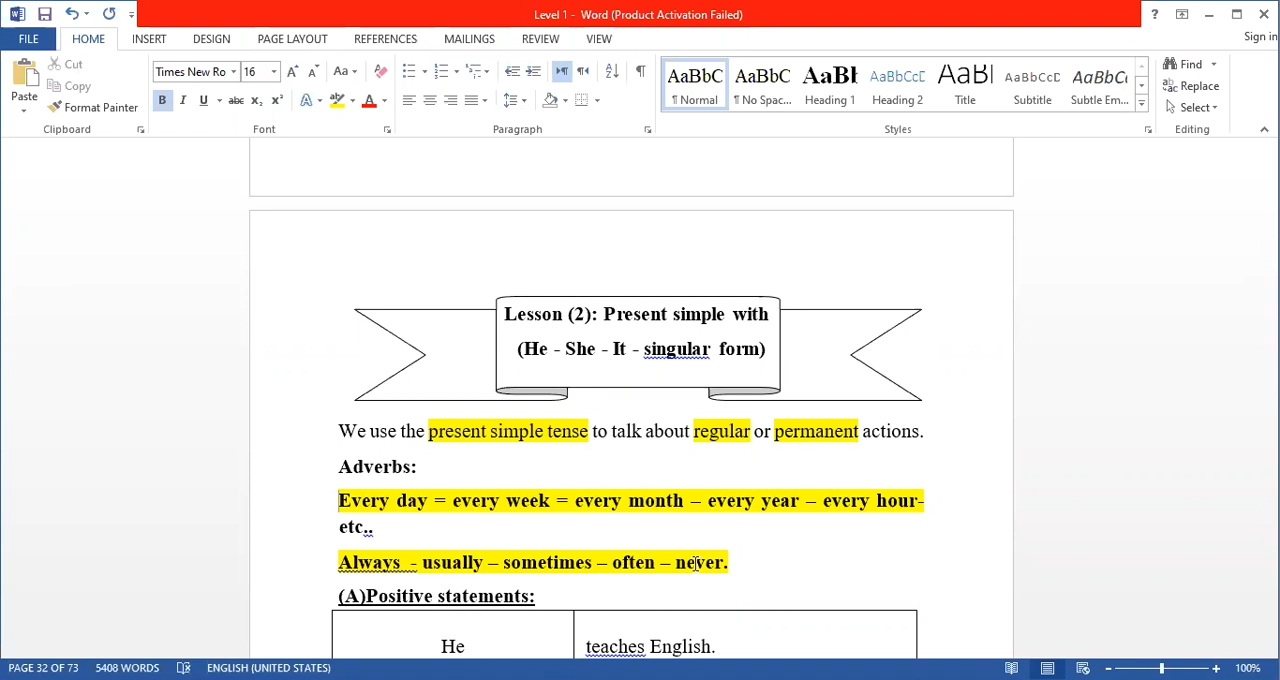 Level 1 - Word (Product Activation Failed)
FILE HOME INSERT DESIGN PAGE LAYOUT REFERENCES MAILINGS REVIEW VIEW Sign in
Paste
Cut
Copy
Format Painter
Clipboard
Times New Ro 16
Font
Paragraph
AaBbC AaBbC AaBbl AaBbCcD AaBl AaBbCcD AaBbCc
¶ Normal ¶ No Spac... Heading 1 Heading 2 Title Subtitle Subtle Em...
Styles
Find
Replace
Select
Editing
Lesson (2): Present simple with
(He - She - It - singular form)
We use the present simple tense to talk about regular or permanent actions.
Adverbs:
Every day = every week = every month – every year – every hour-
etc..
Always - usually – sometimes – often – never.
(A)Positive statements:
He teaches English.
PAGE 32 OF 73 5408 WORDS ENGLISH (UNITED STATES) 100%